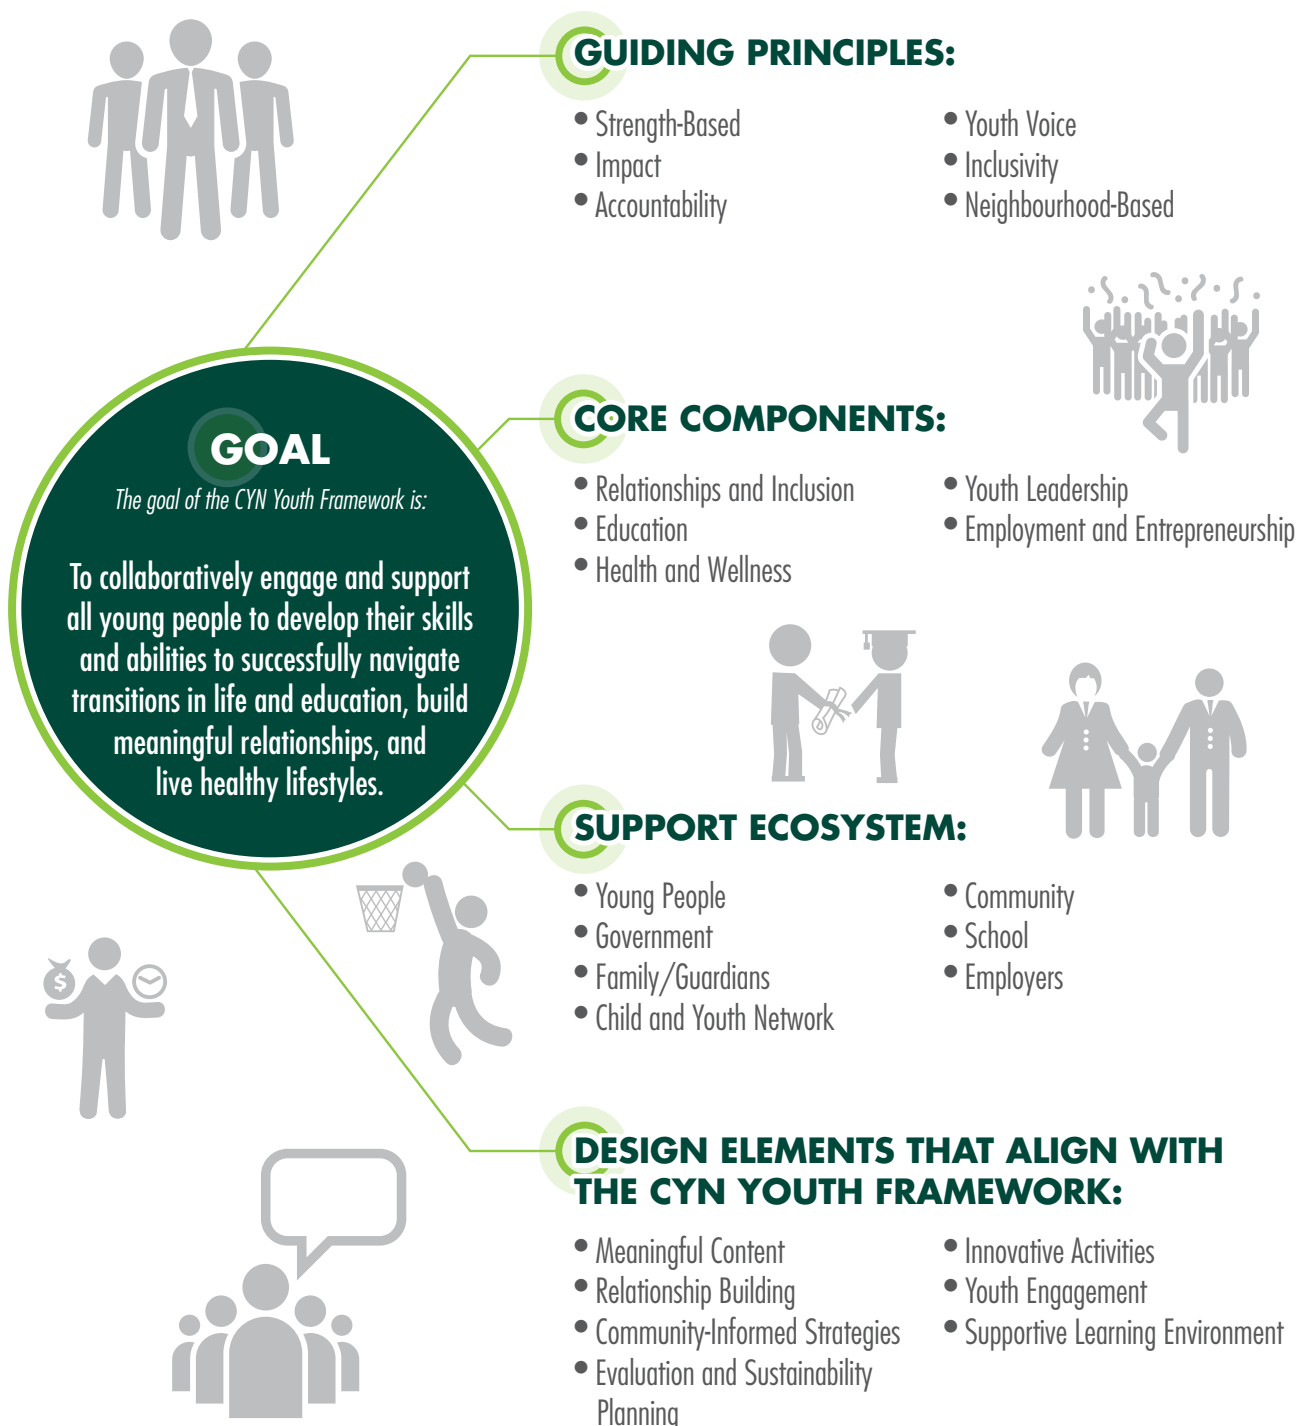 GUIDING PRINCIPLES:
• Strength-Based
• Impact
• Accountability
• Youth Voice
• Inclusivity
• Neighbourhood-Based
GOAL
The goal of the CYN Youth Framework is:
To collaboratively engage and support
all young people to develop their skills
and abilities to successfully navigate
transitions in life and education, build
meaningful relationships, and
live healthy lifestyles.
CORE COMPONENTS:
• Relationships and Inclusion
• Education
• Health and Wellness
• Youth Leadership
• Employment and Entrepreneurship
SUPPORT ECOSYSTEM:
• Young People
• Government
• Family/Guardians
• Child and Youth Network
• Community
• School
• Employers
$
DESIGN ELEMENTS THAT ALIGN WITH
THE CYN YOUTH FRAMEWORK:
• Meaningful Content
• Relationship Building
• Community-Informed Strategies
• Evaluation and Sustainability
Planning
• Innovative Activities
• Youth Engagement
• Supportive Learning Environment